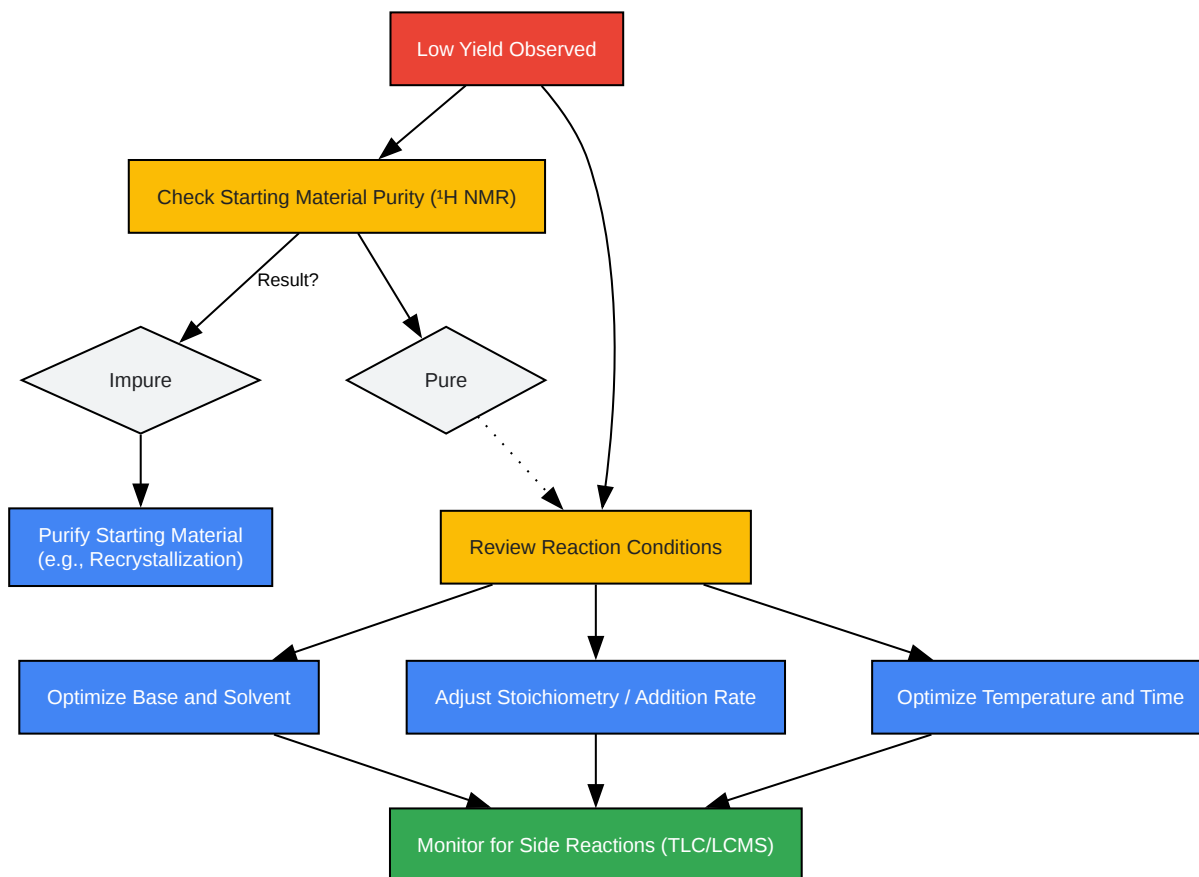 Low Yield Observed
Check Starting Material Purity (¹H NMR)
Result?
Impure
Pure
Purify Starting Material
(e.g., Recrystallization)
Review Reaction Conditions
Optimize Base and Solvent
Adjust Stoichiometry / Addition Rate
Optimize Temperature and Time
Monitor for Side Reactions (TLC/LCMS)